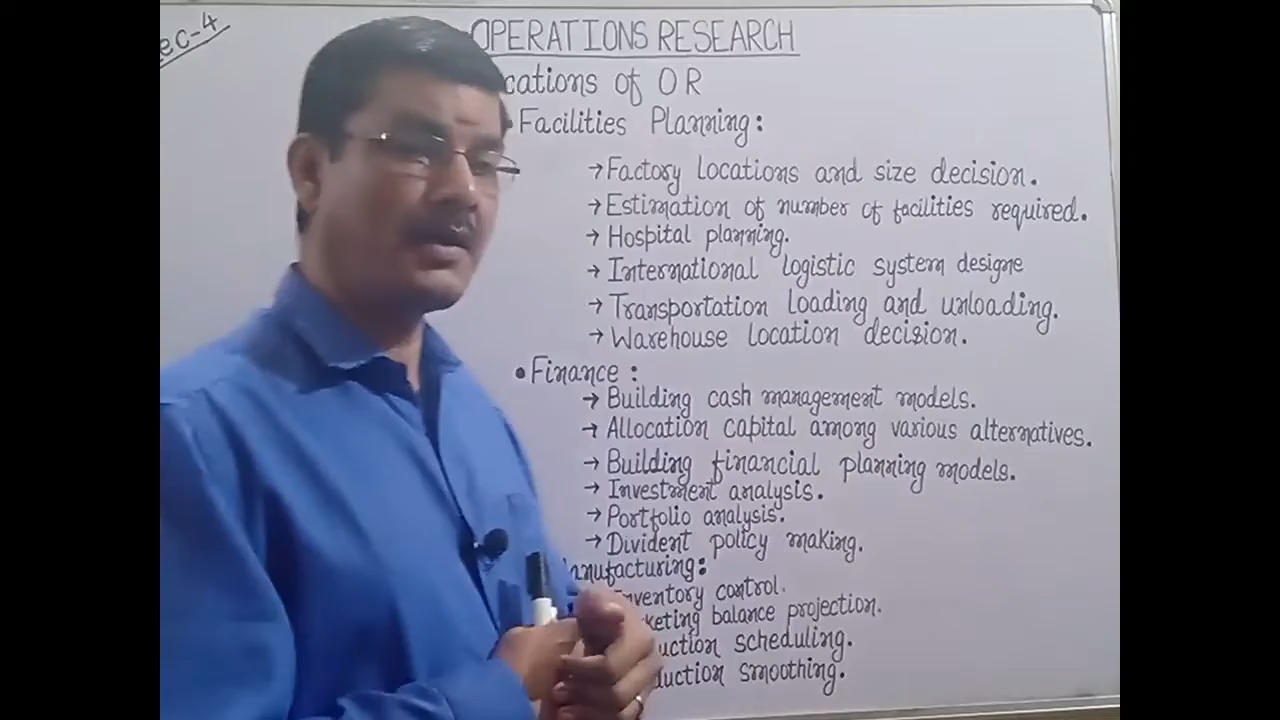 ec-4
OPERATIONS RESEARCH
cations of OR
• Facilities Planning:
→ Factory locations and size decision.
→ Estimation of number of facilities required.
→ Hospital planning.
→ International logistic system designe
→ Transportation loading and unloading.
→ Warehouse location decision.
• Finance :
→ Building cash management models.
→ Allocation capital among various alternatives.
→ Building financial planning models.
→ Investment analysis.
→ Portfolio analysis.
→ Divident policy making.
anufacturing:
Inventory control.
keting balance projection.
uction scheduling.
duction smoothing.